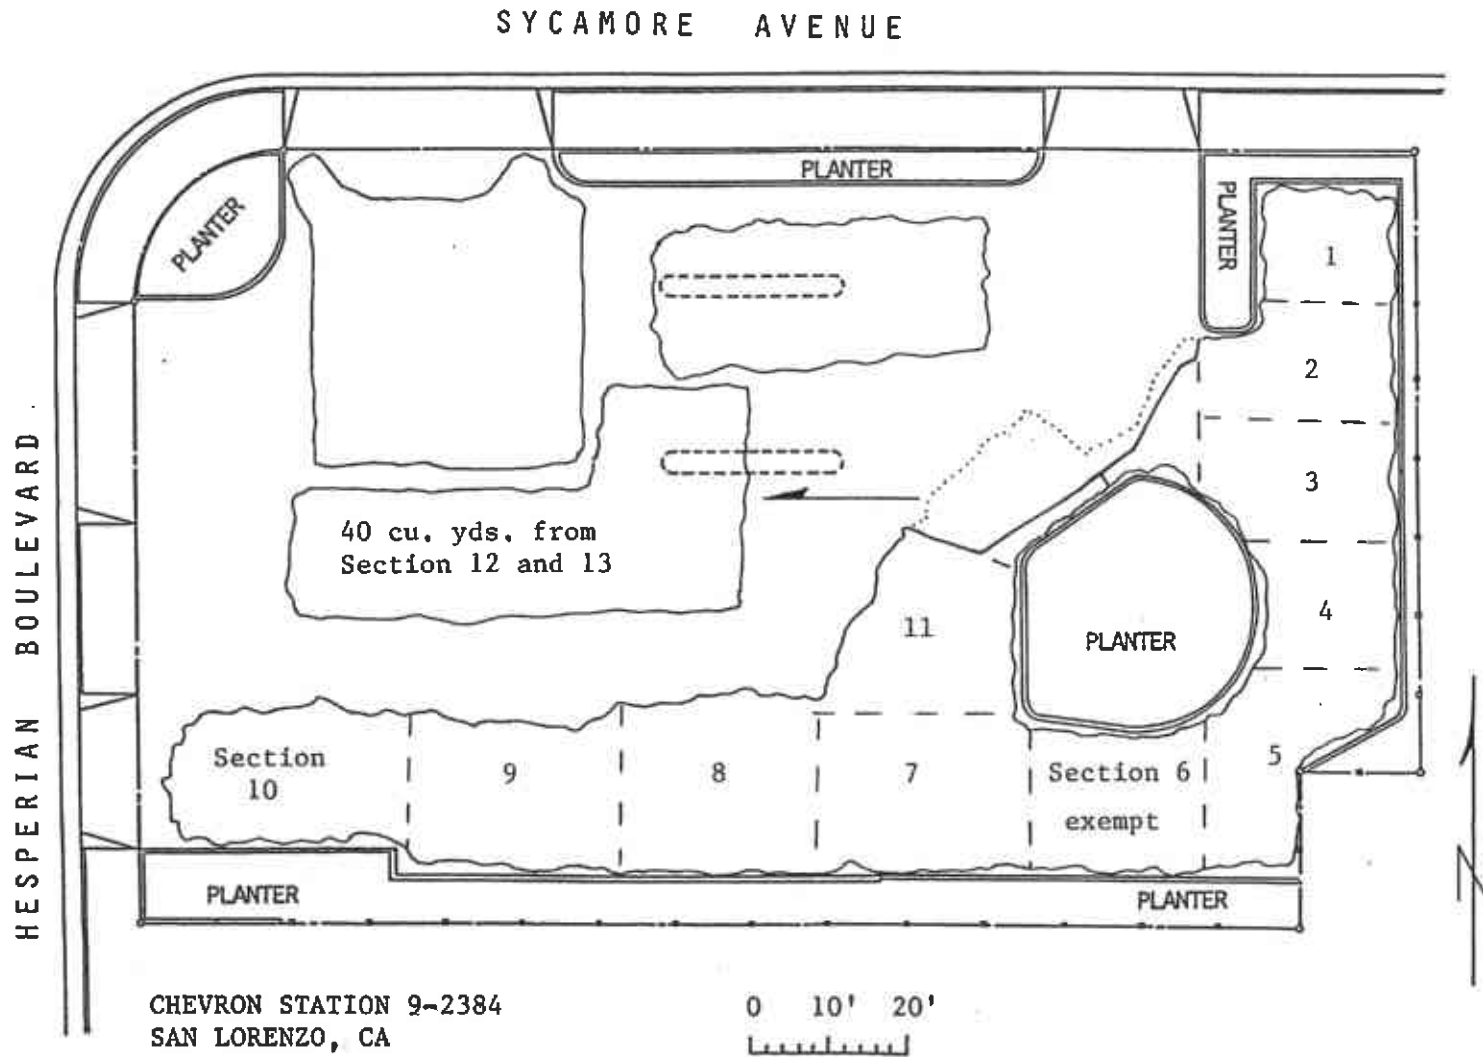 SYCAMORE AVENUE
PLANTER
PLANTER
PLANTER
1
2
3
4
5
HESPERIAN BOULEVARD
40 cu. yds. from
Section 12 and 13
11
PLANTER
Section
10
9
8
7
Section 6
exempt
PLANTER
PLANTER
N
CHEVRON STATION 9-2384
SAN LORENZO, CA
0 10' 20'